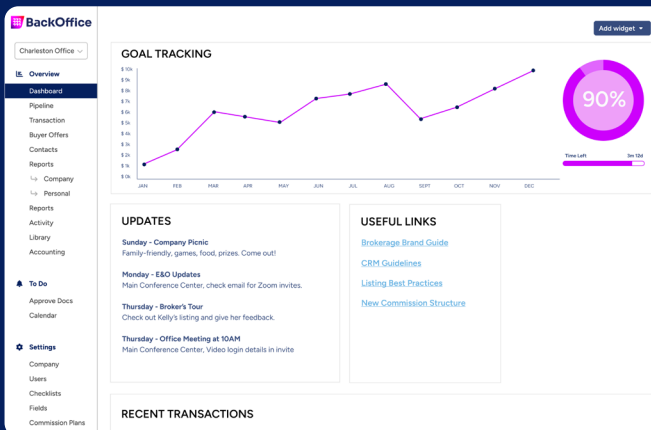 BackOffice
Add widget
Charleston Office
Overview
Dashboard
Pipeline
Transaction
Buyer Offers
Contacts
Reports
Company
Personal
Reports
Activity
Library
Accounting
To Do
Approve Docs
Calendar
Settings
Company
Users
Checklists
Fields
Commission Plans
GOAL TRACKING
$ 10k
$ 9k
$ 8k
$ 7k
$ 6k
$ 5k
$ 4k
$ 3k
$ 2k
$ 1k
$ 0k
JAN FEB MAR APR MAY JUN JUL AUG SEPT OCT NOV DEC
90%
Time Left 3m 12d
UPDATES
Sunday - Company Picnic
Family-friendly, games, food, prizes. Come out!
Monday - E&O Updates
Main Conference Center, check email for Zoom invites.
Thursday - Broker's Tour
Check out Kelly's listing and give her feedback.
Thursday - Office Meeting at 10AM
Main Conference Center, Video login details in invite
USEFUL LINKS
Brokerage Brand Guide
CRM Guidelines
Listing Best Practices
New Commission Structure
RECENT TRANSACTIONS